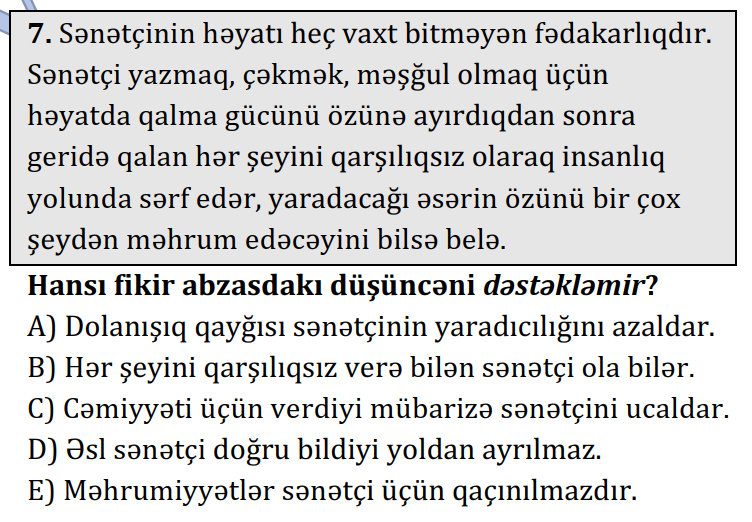 7. Sənətçinin həyatı heç vaxt bitməyən fədakarlıqdır.
Sənətçi yazmaq, çəkmək, məşğul olmaq üçün
həyatda qalma gücünü özünə ayırdıqdan sonra
geridə qalan hər şeyini qarşılıqsız olaraq insanlıq
yolunda sərf edər, yaradacağı əsərin özünü bir çox
şeydən məhrum edəcəyini bilsə belə.
Hansı fikir abzasdakı düşüncəni dəstəkləmir?
A) Dolanışıq qayğısı sənətçinin yaradıcılığını azaldar.
B) Hər şeyini qarşılıqsız verə bilən sənətçi ola bilər.
C) Cəmiyyəti üçün verdiyi mübarizə sənətçini ucaldar.
D) Əsl sənətçi doğru bildiyi yoldan ayrılmaz.
E) Məhrumiyyətlər sənətçi üçün qaçınılmazdır.